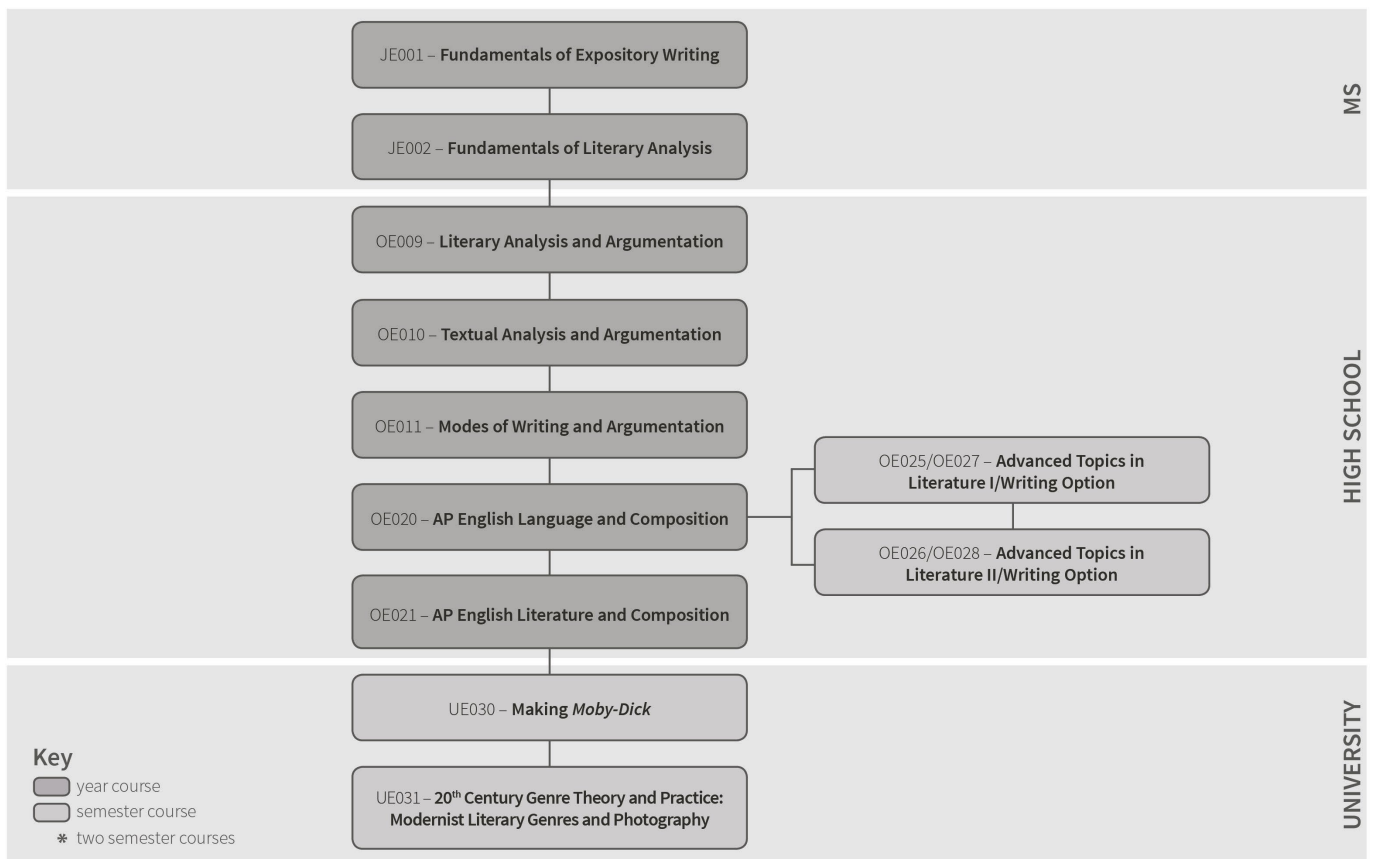 JE001 – Fundamentals of Expository Writing
MS
JE002 – Fundamentals of Literary Analysis
OE009 – Literary Analysis and Argumentation
OE010 – Textual Analysis and Argumentation
OE011 – Modes of Writing and Argumentation
HIGH SCHOOL
OE025/OE027 – Advanced Topics in
Literature I/Writing Option
OE020 – AP English Language and Composition
OE026/OE028 – Advanced Topics in
Literature II/Writing Option
OE021 – AP English Literature and Composition
UE030 – Making Moby-Dick
UNIVERSITY
UE031 – 20th Century Genre Theory and Practice:
Modernist Literary Genres and Photography
Key
year course
semester course
* two semester courses